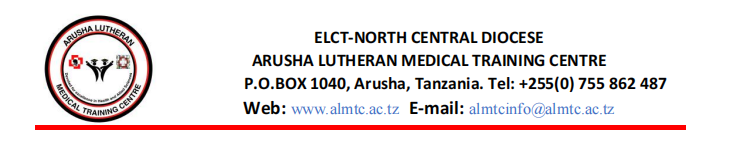 ARUSHA LUTHERAN
MEDICAL TRAINING CENTRE
ELCT-NORTH CENTRAL DIOCESE
ARUSHA LUTHERAN MEDICAL TRAINING CENTRE
P.O.BOX 1040, Arusha, Tanzania. Tel: +255(0) 755 862 487
Web: www.almtc.ac.tz E-mail: almtcinfo@almtc.ac.tz